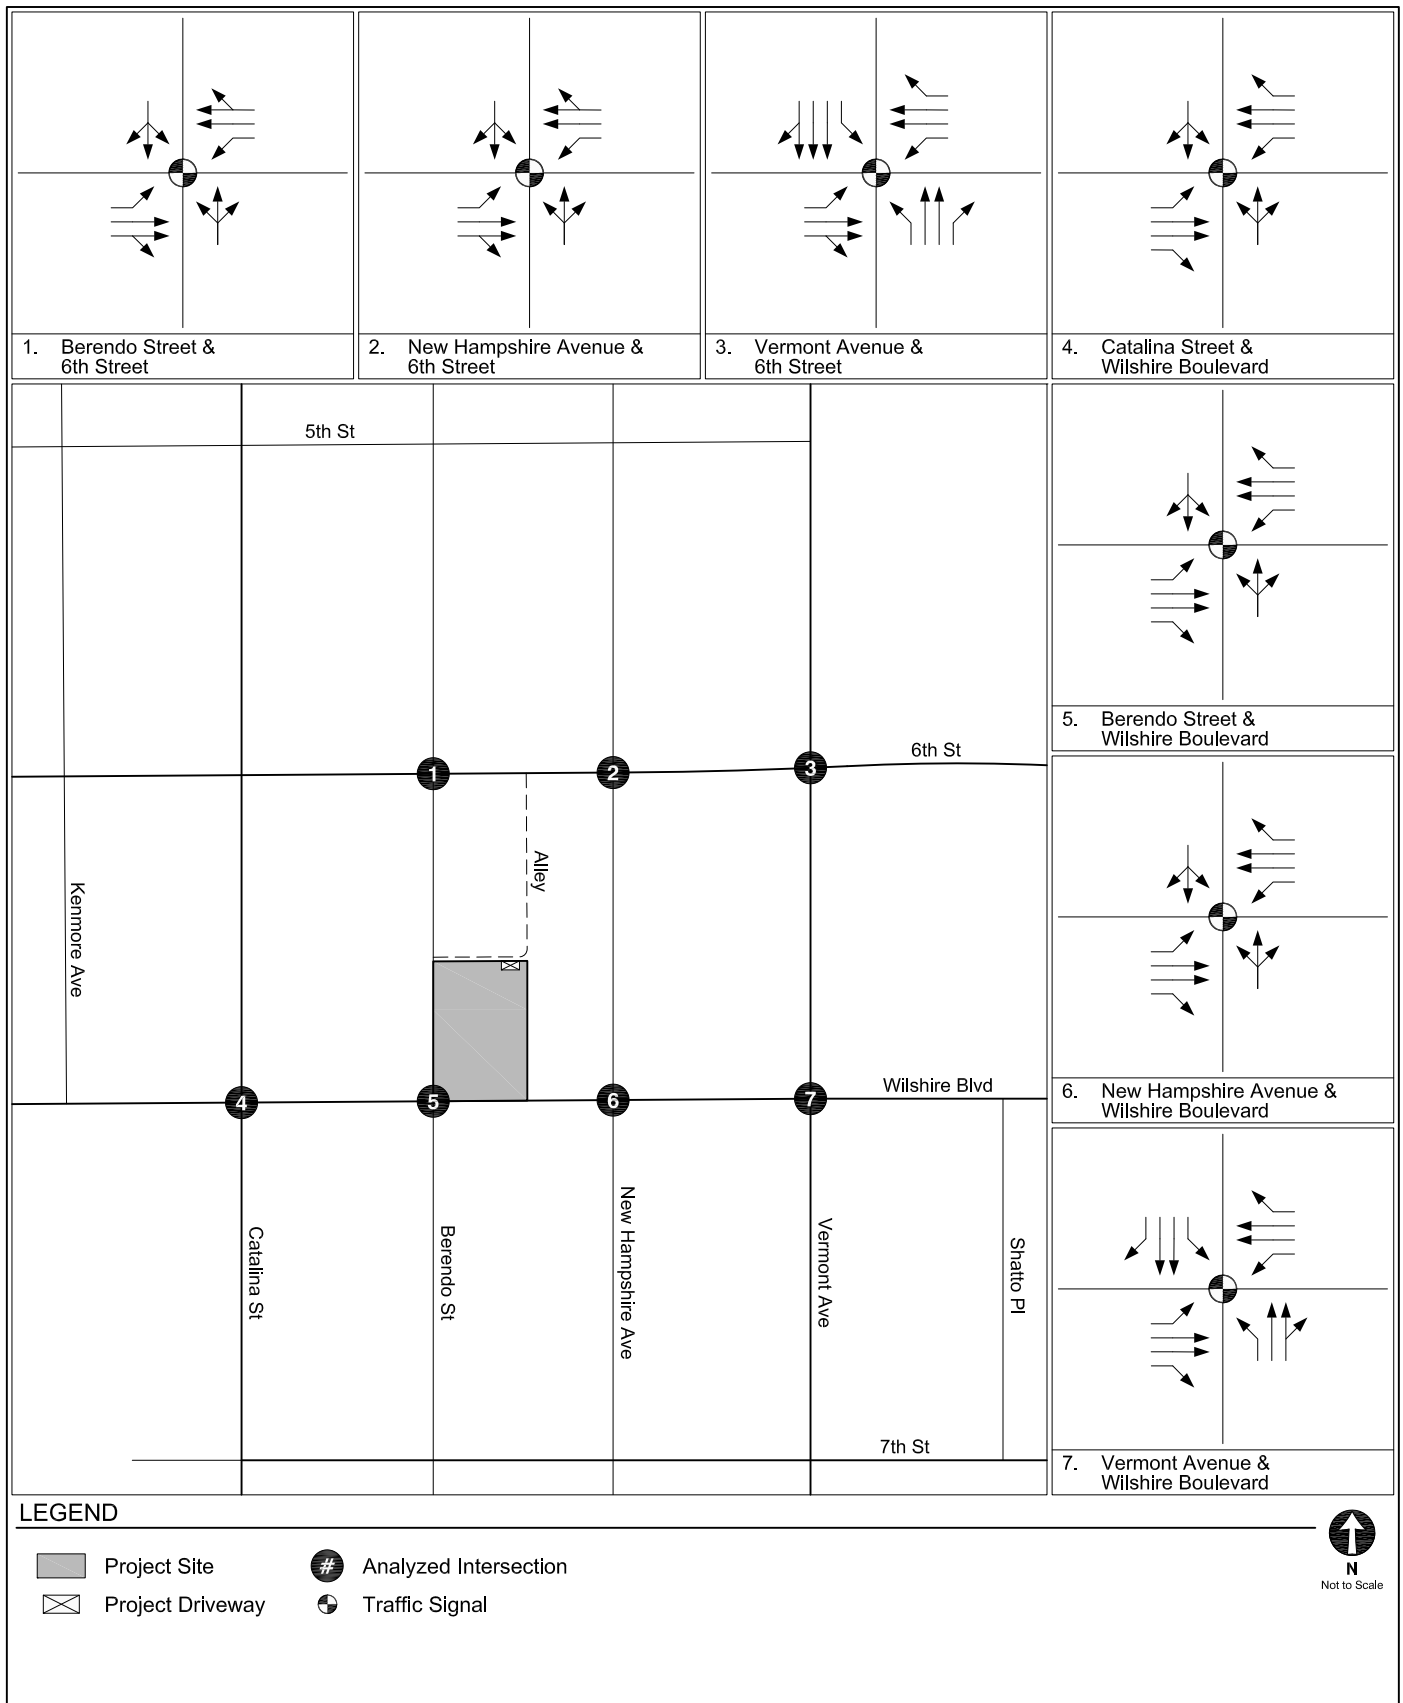 1. Berendo Street &
6th Street
2. New Hampshire Avenue &
6th Street
3. Vermont Avenue &
6th Street
4. Catalina Street &
Wilshire Boulevard
5th St
5. Berendo Street &
Wilshire Boulevard
6th St
1
2
3
Alley
Kenmore Ave
6. New Hampshire Avenue &
Wilshire Boulevard
Wilshire Blvd
4
5
6
7
Catalina St
Berendo St
New Hampshire Ave
Vermont Ave
Shatto Pl
7th St
7. Vermont Avenue &
Wilshire Boulevard
LEGEND
Project Site
# Analyzed Intersection
Project Driveway
Traffic Signal
N
Not to Scale